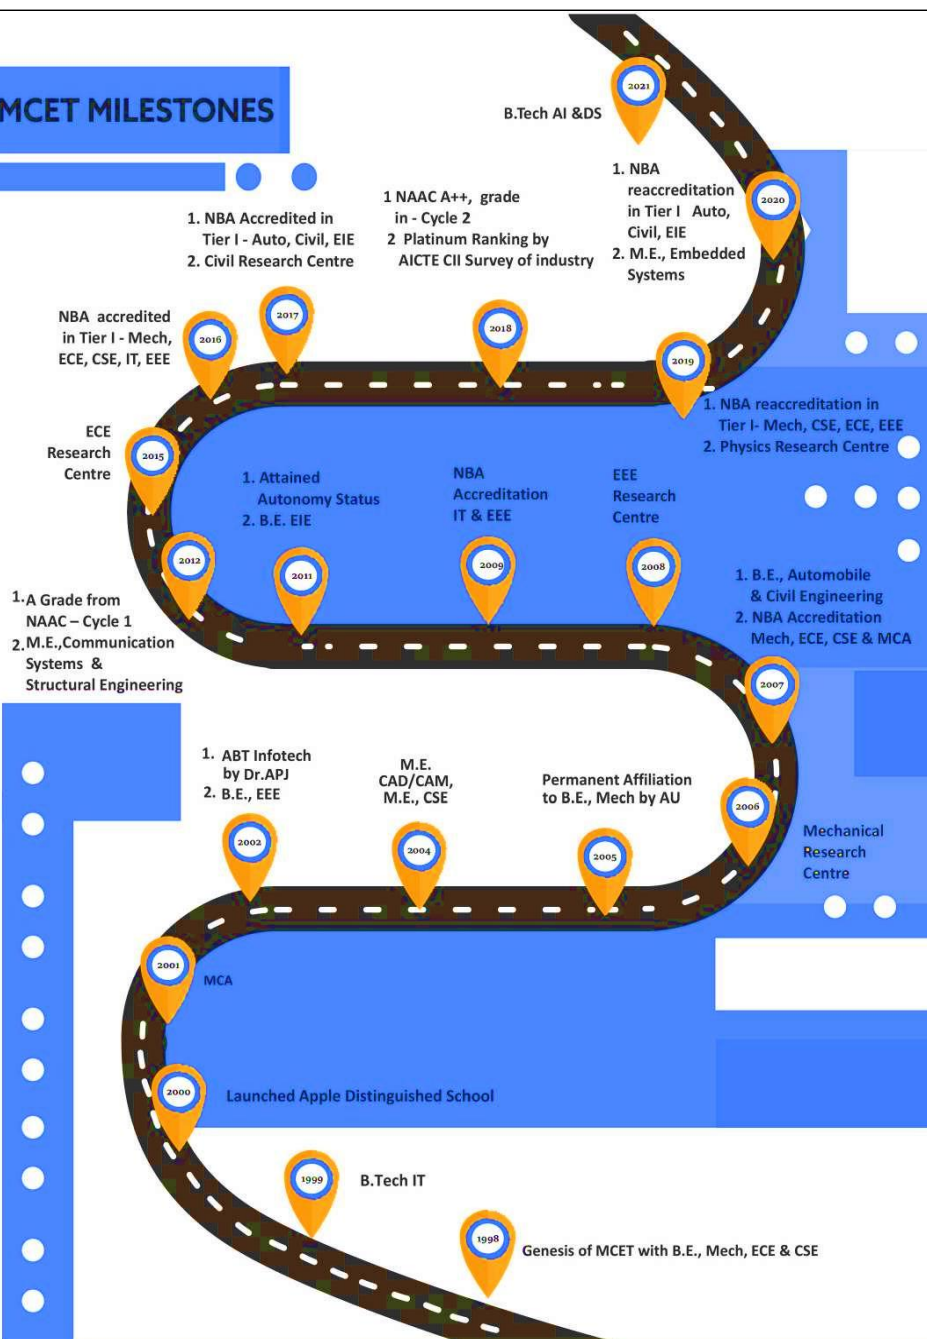 MCET MILESTONES
2021
B.Tech AI &DS
2020
1. NBA
reaccreditation
in Tier I Auto,
Civil, EIE
2. M.E., Embedded
Systems
2019
1. NBA reaccreditation in
Tier I- Mech, CSE, ECE, EEE
2. Physics Research Centre
2018
1 NAAC A++, grade
in - Cycle 2
2 Platinum Ranking by
AICTE CII Survey of industry
2017
1. NBA Accredited in
Tier I - Auto, Civil, EIE
2. Civil Research Centre
2016
NBA accredited
in Tier I - Mech,
ECE, CSE, IT, EEE
2015
ECE
Research
Centre
2012
1. A Grade from
NAAC – Cycle 1
2. M.E.,Communication
Systems &
Structural Engineering
2011
1. Attained
Autonomy Status
2. B.E. EIE
2009
NBA
Accreditation
IT & EEE
2008
EEE
Research
Centre
2007
1. B.E., Automobile
& Civil Engineering
2. NBA Accreditation
Mech, ECE, CSE & MCA
2006
Mechanical
Research
Centre
2005
Permanent Affiliation
to B.E., Mech by AU
2004
M.E.
CAD/CAM,
M.E., CSE
2002
1. ABT Infotech
by Dr.APJ
2. B.E., EEE
2001
MCA
2000
Launched Apple Distinguished School
1999
B.Tech IT
1998
Genesis of MCET with B.E., Mech, ECE & CSE